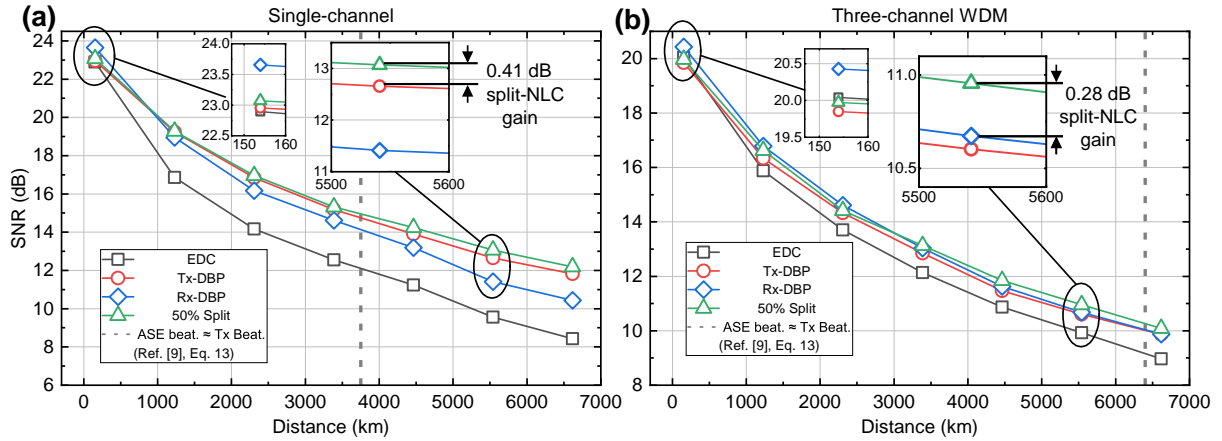 (a)
Single-channel
24
22
20
18
16
14
12
10
8
6
SNR (dB)
0
1000
2000
3000
4000
5000
6000
7000
Distance (km)
24.0
23.5
23.0
22.5
150
160
13
12
11
5500
5600
0.41 dB
split-NLC
gain
EDC
Tx-DBP
Rx-DBP
50% Split
ASE beat. ≈ Tx Beat.
(Ref. [9], Eq. 13)
(b)
Three-channel WDM
20
18
16
14
12
10
8
6
0
1000
2000
3000
4000
5000
6000
7000
Distance (km)
20.5
20.0
19.5
150
160
11.0
10.5
5500
5600
0.28 dB
split-NLC
gain
EDC
Tx-DBP
Rx-DBP
50% Split
ASE beat. ≈ Tx Beat.
(Ref. [9], Eq. 13)